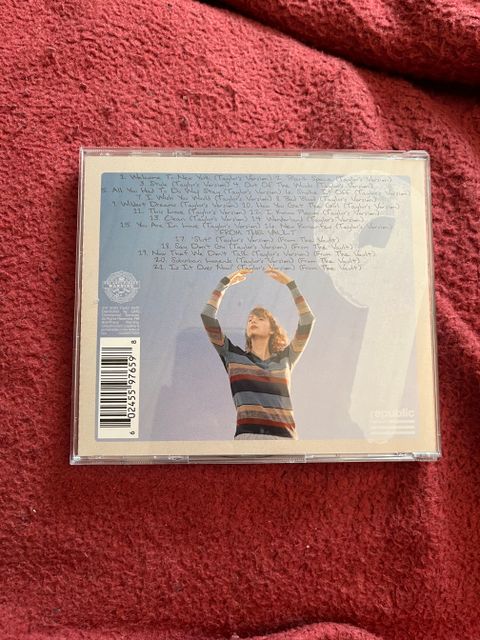 1. Welcome To New York (Taylor's Version) 2. Blank Space (Taylor's Version)
3. Style (Taylor's Version) 4. Out Of The Woods (Taylor's Version)
5. All You Had To Do Was Stay (Taylor's Version) 6. Shake It Off (Taylor's Version)
7. I Wish You Would (Taylor's Version) 8. Bad Blood (Taylor's Version)
9. Wildest Dreams (Taylor's Version) 10. How You Get The Girl (Taylor's Version)
11. This Love (Taylor's Version) 12. I Know Places (Taylor's Version)
13. Clean (Taylor's Version) 14. Wonderland (Taylor's Version)
15. You Are In Love (Taylor's Version) 16. New Romantics (Taylor's Version)
FROM THE VAULT
17. "Slut!" (Taylor's Version) (From The Vault)
18. Say Don't Go (Taylor's Version) (From The Vault)
19. Now That We Don't Talk (Taylor's Version) (From The Vault)
20. Suburban Legends (Taylor's Version) (From The Vault)
21. Is It Over Now? (Taylor's Version) (From The Vault)
republic
6 02455 97659 8